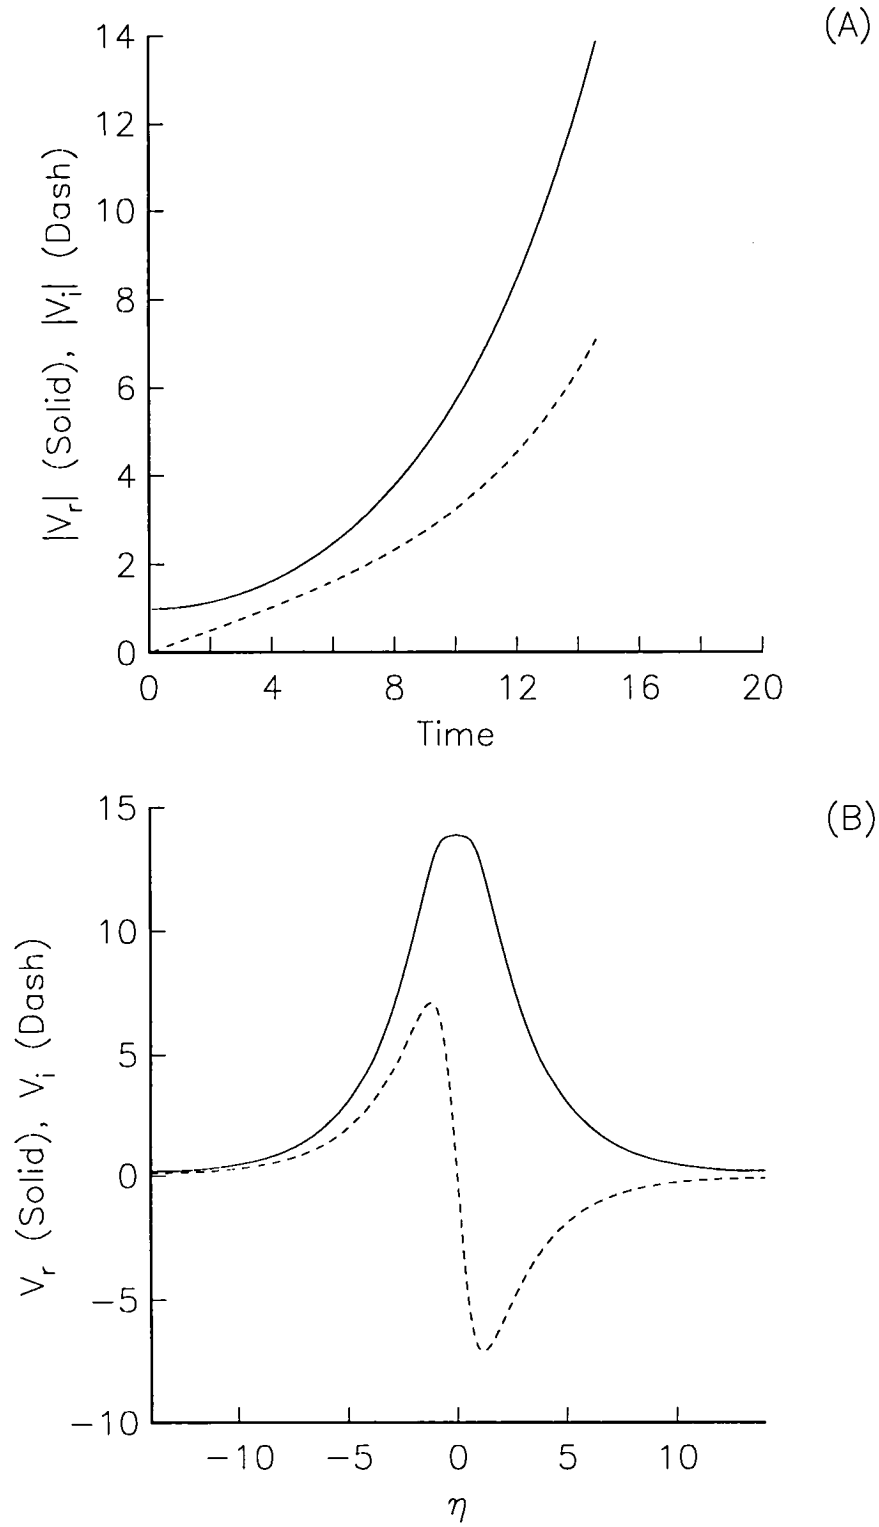 (A)
14
12
10
8
6
4
2
0
|V_r| (Solid), |V_i| (Dash)
0 4 8 12 16 20
Time
(B)
15
10
5
0
−5
−10
V_r (Solid), V_i (Dash)
−10 −5 0 5 10
η